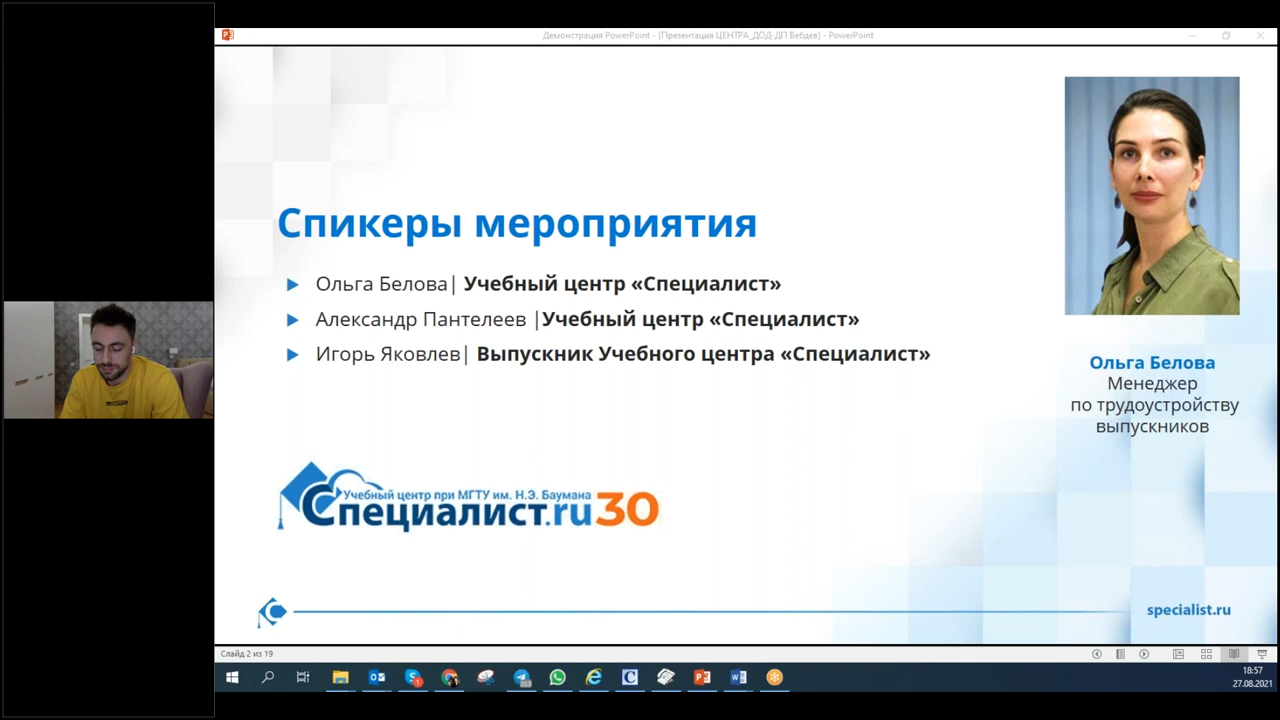 Демонстрация PowerPoint - [Презентация ЦЕНТРА_ДОД-ДП Вебдев] - PowerPoint
Спикеры мероприятия
Ольга Белова| Учебный центр «Специалист»
Александр Пантелеев |Учебный центр «Специалист»
Игорь Яковлев| Выпускник Учебного центра «Специалист»
Ольга Белова
Менеджер
по трудоустройству
выпускников
Учебный центр при МГТУ им. Н.Э. Баумана
Специалист.ru 30
specialist.ru
Слайд 2 из 19
18:57
27.08.2021